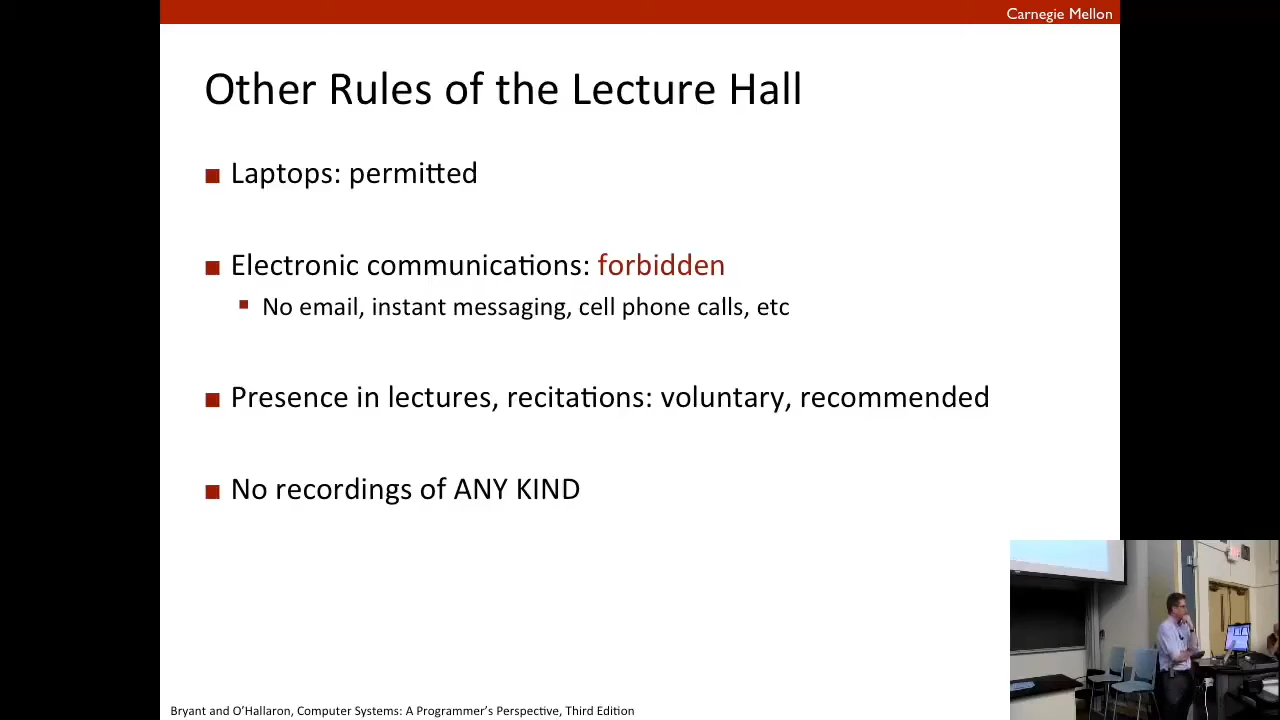 Carnegie Mellon
Other Rules of the Lecture Hall
Laptops: permitted
Electronic communications: forbidden
No email, instant messaging, cell phone calls, etc
Presence in lectures, recitations: voluntary, recommended
No recordings of ANY KIND
Bryant and O'Hallaron, Computer Systems: A Programmer's Perspective, Third Edition